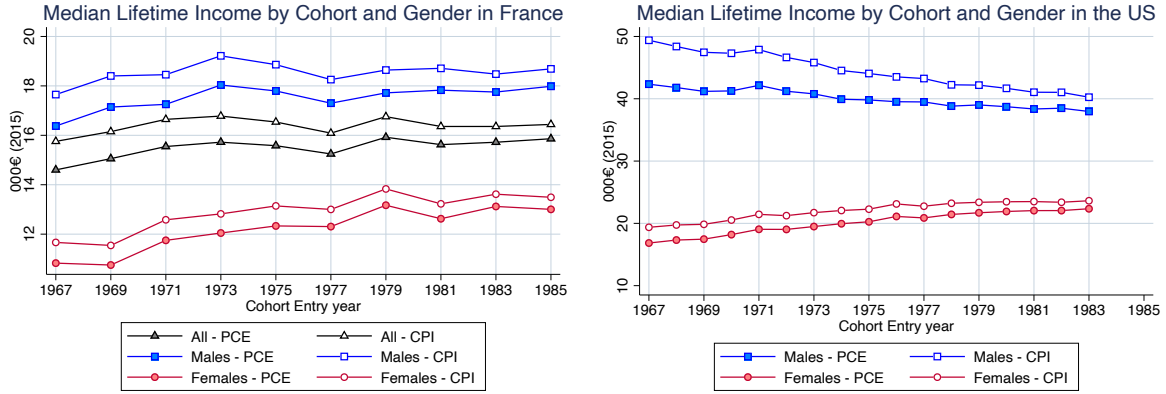 Median Lifetime Income by Cohort and Gender in France
20
18
16
14
12
000€ (2015)
1967 1969 1971 1973 1975 1977 1979 1981 1983 1985
Cohort Entry year
All - PCE All - CPI
Males - PCE Males - CPI
Females - PCE Females - CPI
Median Lifetime Income by Cohort and Gender in the US
50
40
30
20
10
000€ (2015)
1967 1969 1971 1973 1975 1977 1979 1981 1983 1985
Cohort Entry year
Males - PCE Males - CPI
Females - PCE Females - CPI